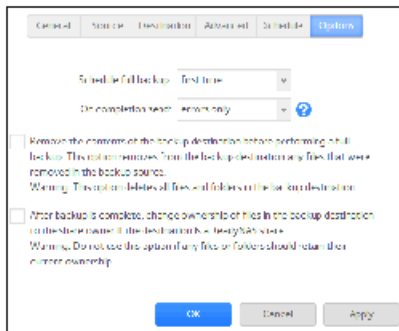 General Source Destination Advanced Schedule Options
Schedule full backup: first time
On completion send: errors only
Remove the contents of the backup destination before performing a full
backup. This option removes from the backup destination any files that were
removed in the backup source.
Warning: This option deletes all files and folders in the backup destination
After backup is complete, change ownership of files in the backup destination
to the share owner if the destination is a ReadyNAS share.
Warning: Do not use this option if any files or folders should retain their
current ownership.
OK Cancel Apply